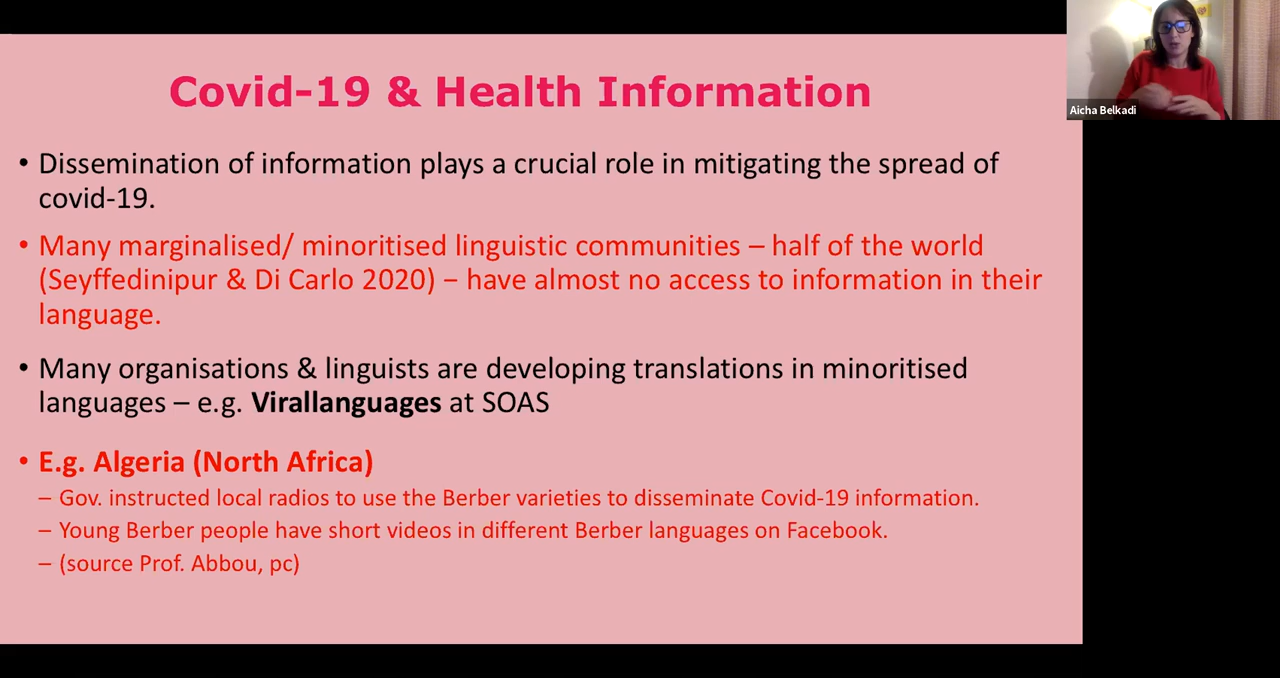 Covid-19 & Health Information
• Dissemination of information plays a crucial role in mitigating the spread of
covid-19.
• Many marginalised/ minoritised linguistic communities – half of the world
(Seyffedinipur & Di Carlo 2020) – have almost no access to information in their
language.
• Many organisations & linguists are developing translations in minoritised
languages – e.g. Virallanguages at SOAS
• E.g. Algeria (North Africa)
– Gov. instructed local radios to use the Berber varieties to disseminate Covid-19 information.
– Young Berber people have short videos in different Berber languages on Facebook.
– (source Prof. Abbou, pc)
Aicha Belkadi